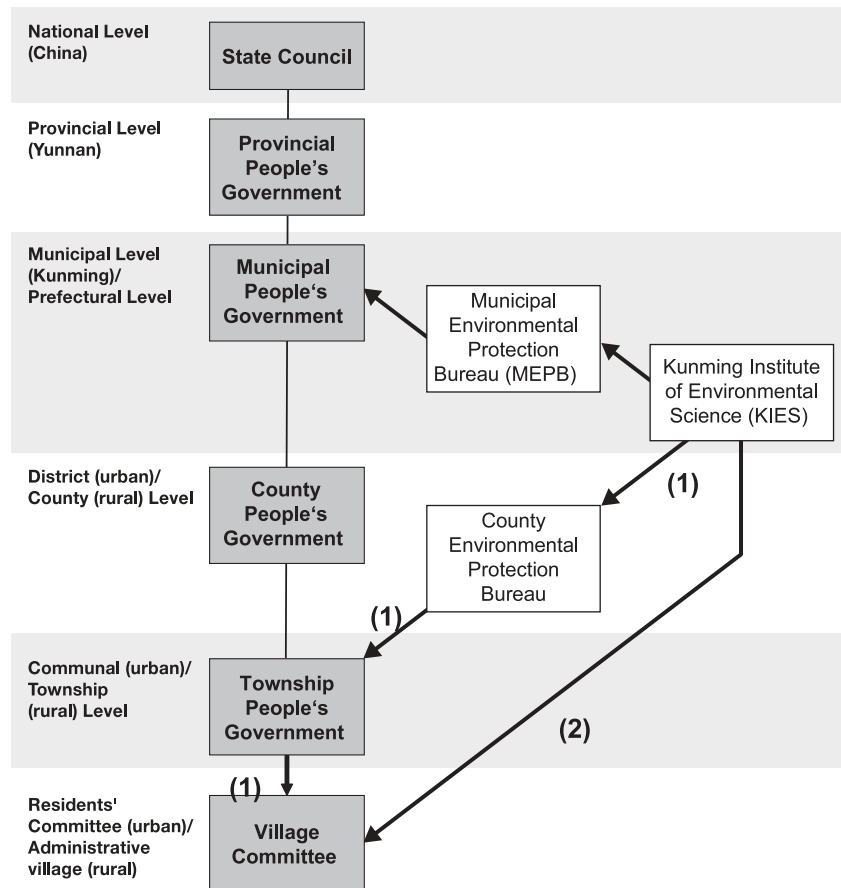 National Level
(China)
State Council
Provincial Level
(Yunnan)
Provincial
People's
Government
Municipal Level
(Kunming)/
Prefectural Level
Municipal
People‘s
Government
Municipal
Environmental
Protection
Bureau (MEPB)
Kunming Institute
of Environmental
Science (KIES)
District (urban)/
County (rural) Level
County
People‘s
Government
(1)
County
Environmental
Protection
Bureau
(1)
Communal (urban)/
Township
(rural) Level
Township
People‘s
Government
(2)
(1)
Residents'
Committee (urban)/
Administrative
village (rural)
Village
Committee